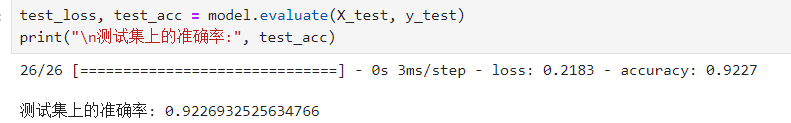 test_loss, test_acc = model.evaluate(X_test, y_test)
print("\n测试集上的准确率:", test_acc)
26/26 [==============================] - 0s 3ms/step - loss: 0.2183 - accuracy: 0.9227
测试集上的准确率: 0.9226932525634766